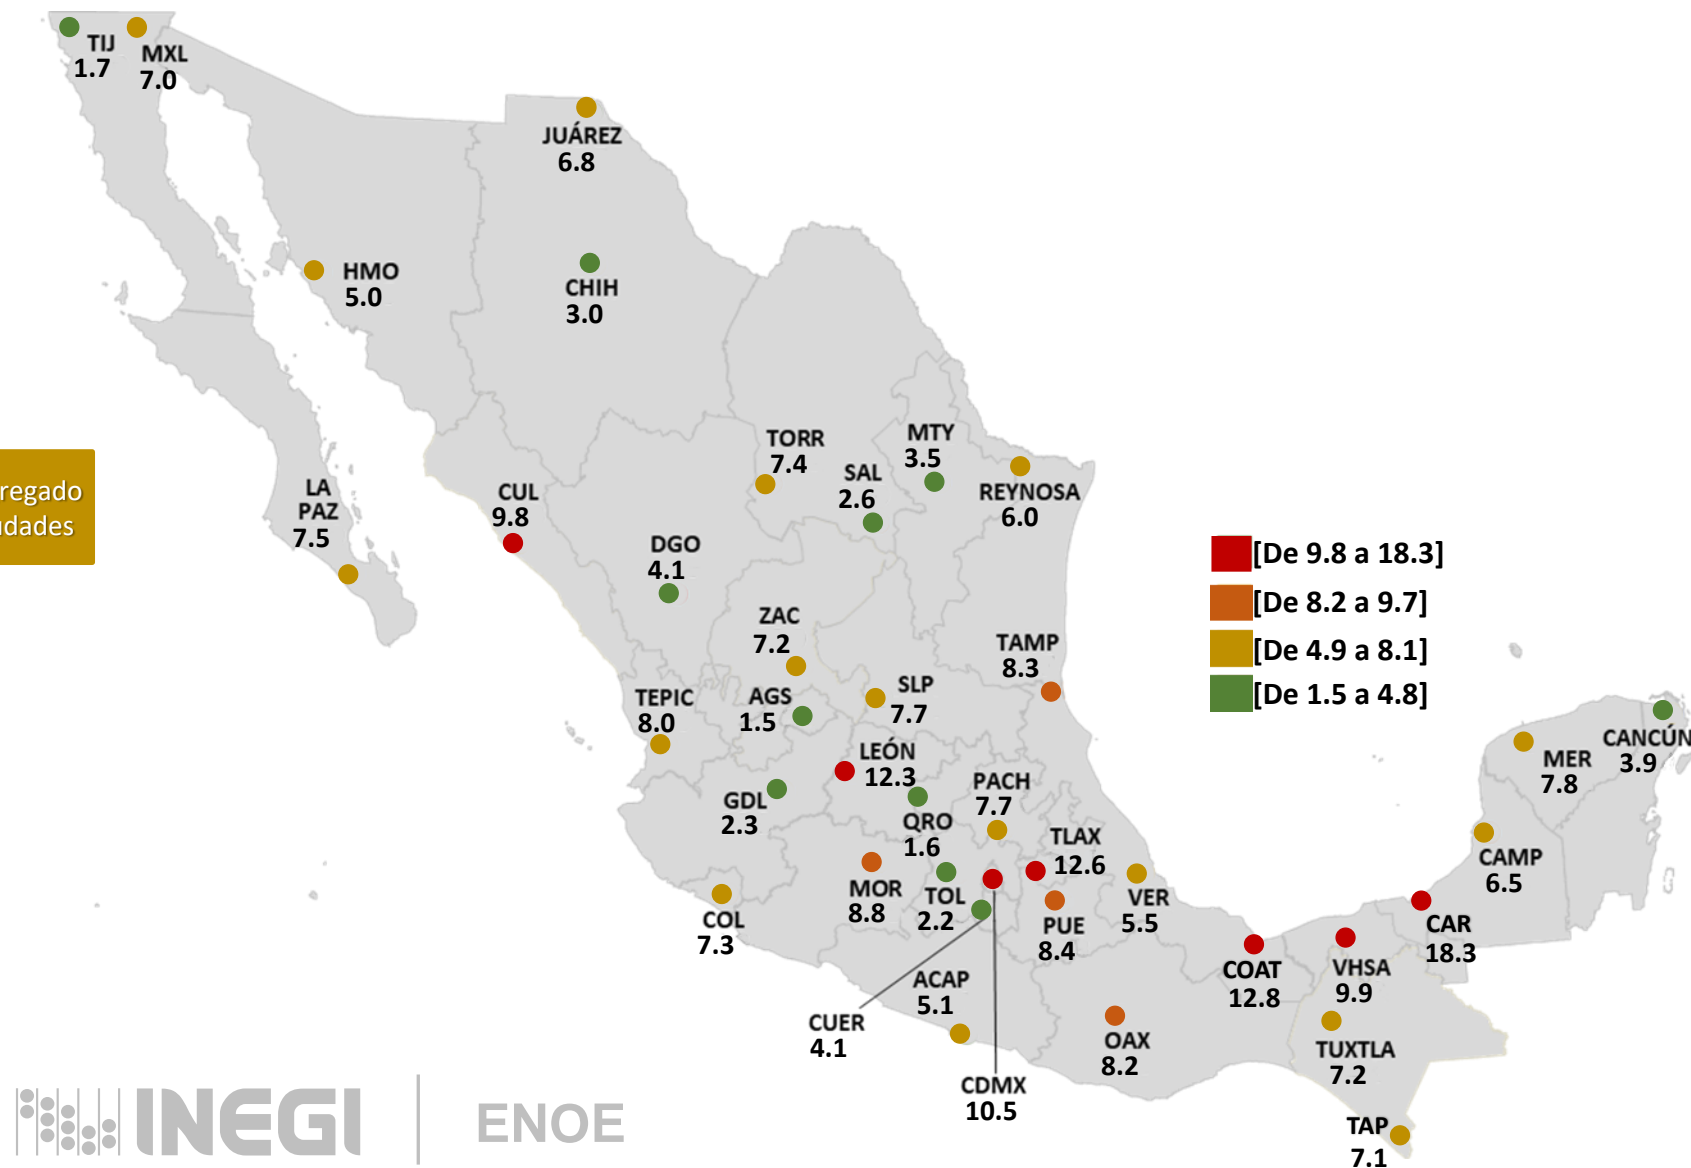 TIJ
1.7
MXL
7.0
JUÁREZ
6.8
HMO
5.0
CHIH
3.0
TORR
7.4
MTY
3.5
SAL
2.6
REYNOSA
6.0
LA
PAZ
7.5
CUL
9.8
DGO
4.1
[De 9.8 a 18.3]
[De 8.2 a 9.7]
[De 4.9 a 8.1]
[De 1.5 a 4.8]
ZAC
7.2
TAMP
8.3
TEPIC
8.0
AGS
1.5
SLP
7.7
LEÓN
12.3
PACH
7.7
GDL
2.3
QRO
1.6
TLAX
12.6
MER
7.8
CANCÚN
3.9
CAMP
6.5
COL
7.3
MOR
8.8
TOL
2.2
PUE
8.4
VER
5.5
CAR
18.3
COAT
12.8
VHSA
9.9
ACAP
5.1
CUER
4.1
CDMX
10.5
OAX
8.2
TUXTLA
7.2
TAP
7.1
INEGI
ENOE